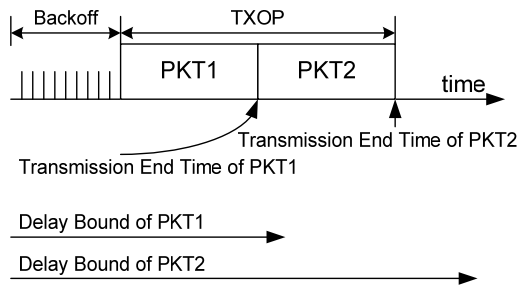 Backoff
TXOP
PKT1
PKT2
time
Transmission End Time of PKT2
Transmission End Time of PKT1
Delay Bound of PKT1
Delay Bound of PKT2